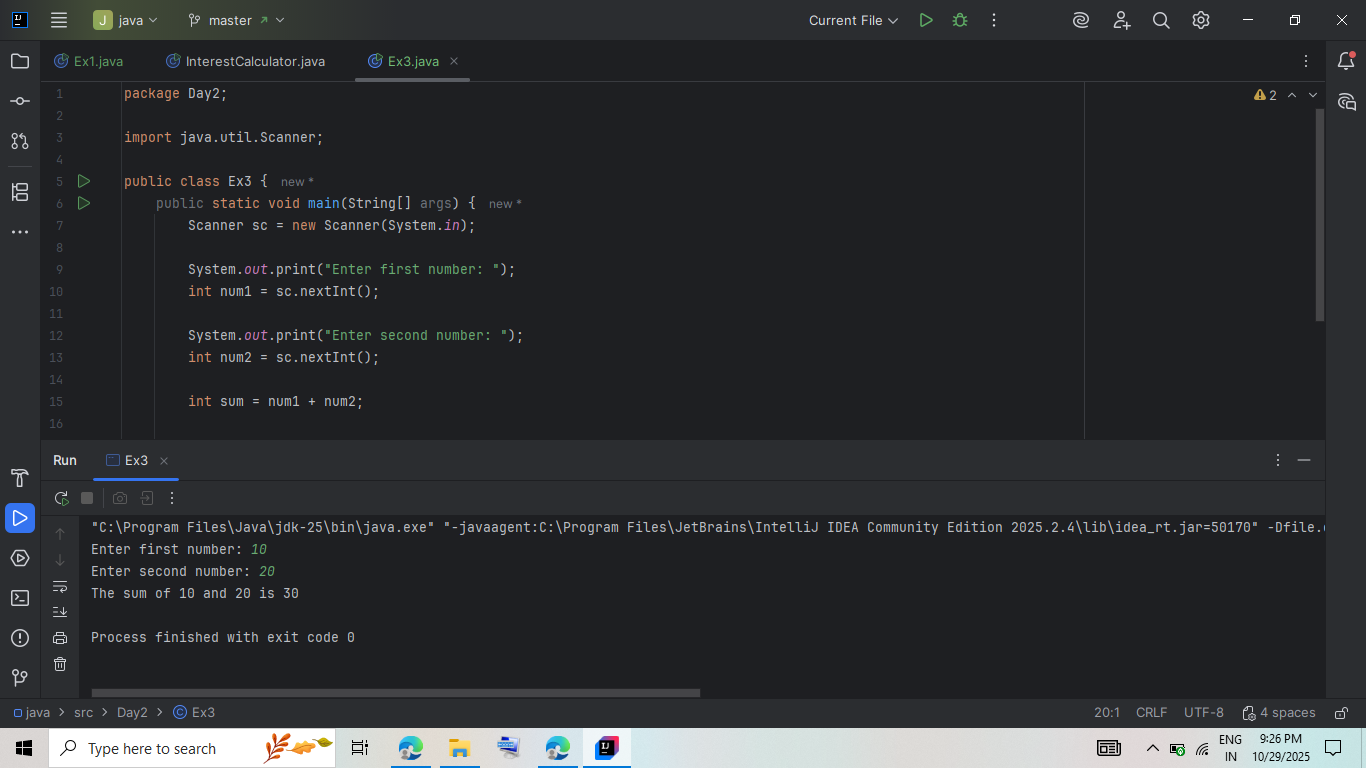 J java master Current File
Ex1.java InterestCalculator.java Ex3.java
1 package Day2; 2
2
3 import java.util.Scanner;
4
5 public class Ex3 { new *
6 public static void main(String[] args) { new *
7 Scanner sc = new Scanner(System.in);
8
9 System.out.print("Enter first number: ");
10 int num1 = sc.nextInt();
11
12 System.out.print("Enter second number: ");
13 int num2 = sc.nextInt();
14
15 int sum = num1 + num2;
16
Run Ex3
"C:\Program Files\Java\jdk-25\bin\java.exe" "-javaagent:C:\Program Files\JetBrains\IntelliJ IDEA Community Edition 2025.2.4\lib\idea_rt.jar=50170" -Dfile.
Enter first number: 10
Enter second number: 20
The sum of 10 and 20 is 30
Process finished with exit code 0
java > src > Day2 > Ex3 20:1 CRLF UTF-8 4 spaces
Type here to search ENG 9:26 PM
IN 10/29/2025